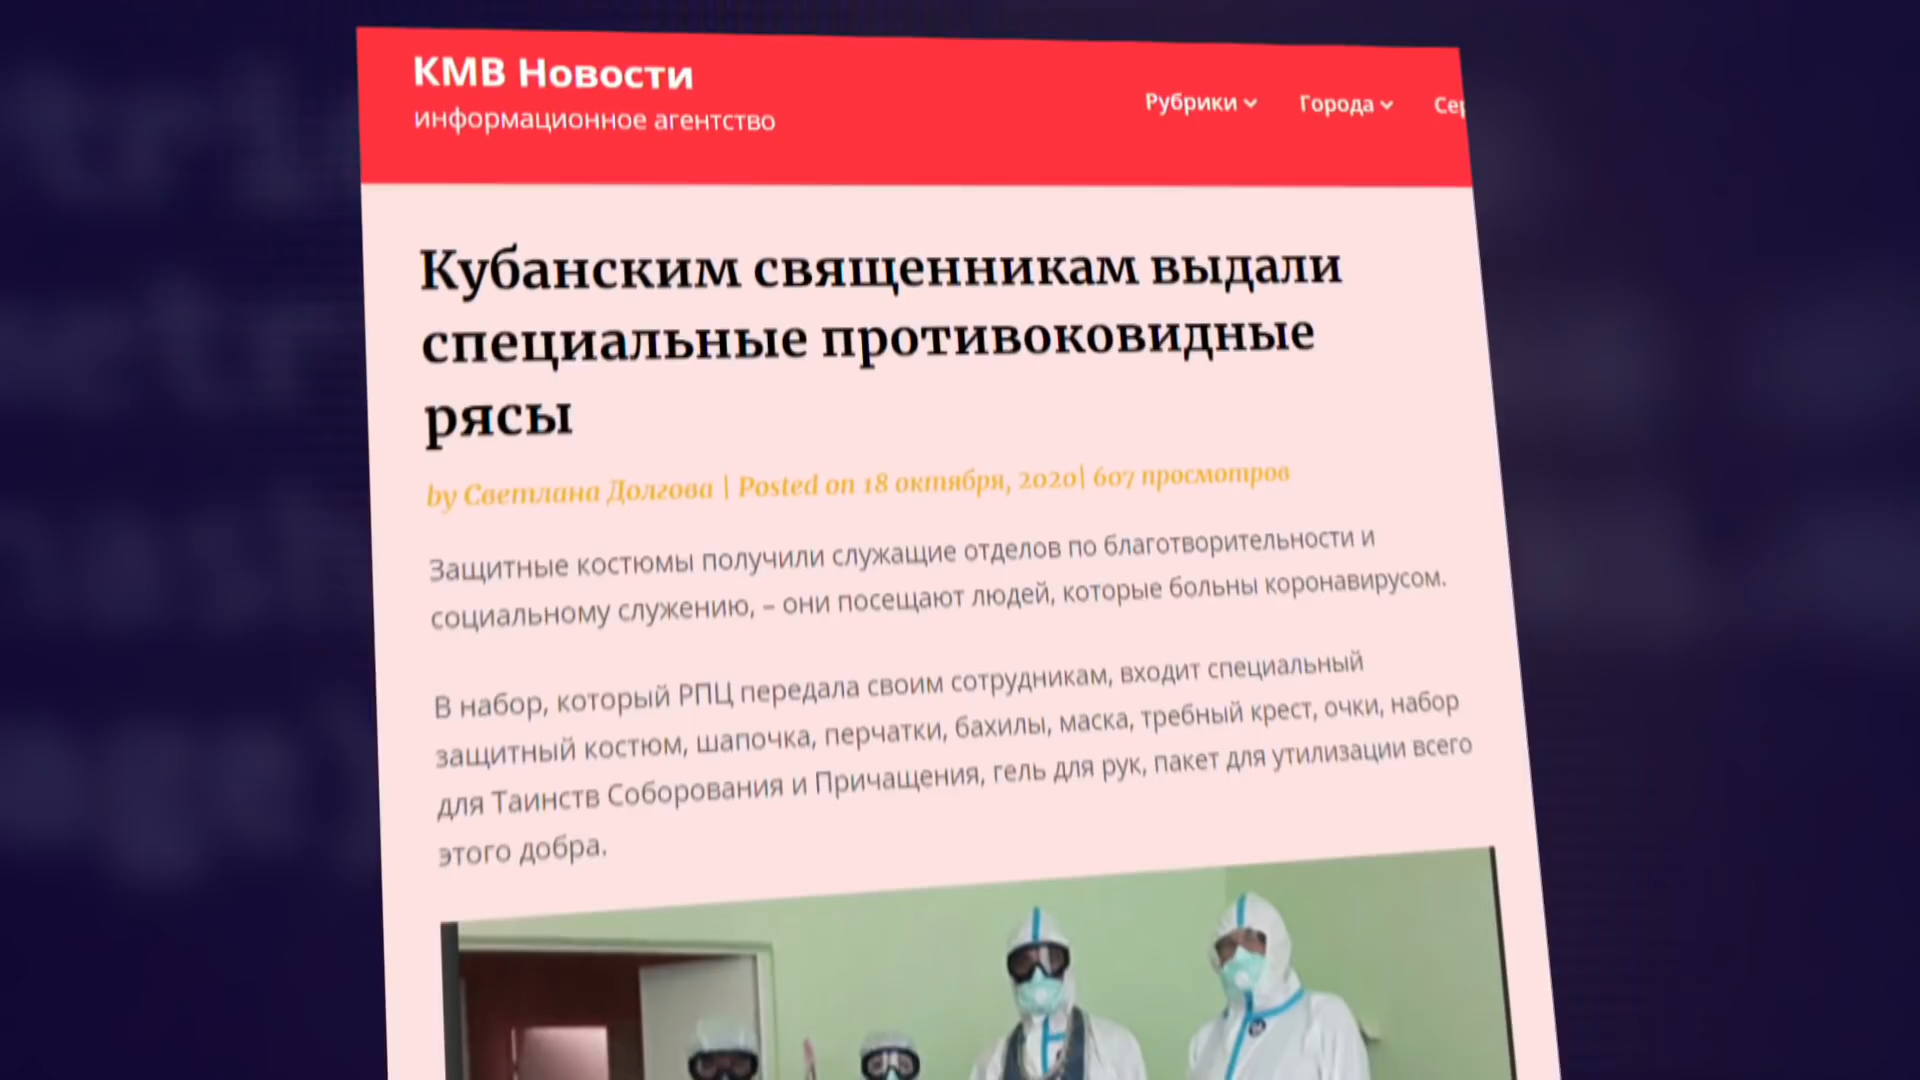 КМВ Новости
информационное агентство
Рубрики
Города
Кубанским священникам выдали
специальные противоковидные
рясы
by Светлана Долгова | Posted on 18 октября, 2020| 607 просмотров
Защитные костюмы получили служащие отделов по благотворительности и
социальному служению, – они посещают людей, которые больны коронавирусом.
В набор, который РПЦ передала своим сотрудникам, входит специальный
защитный костюм, шапочка, перчатки, бахилы, маска, требный крест, очки, набор
для Таинств Соборования и Причащения, гель для рук, пакет для утилизации всего
этого добра.